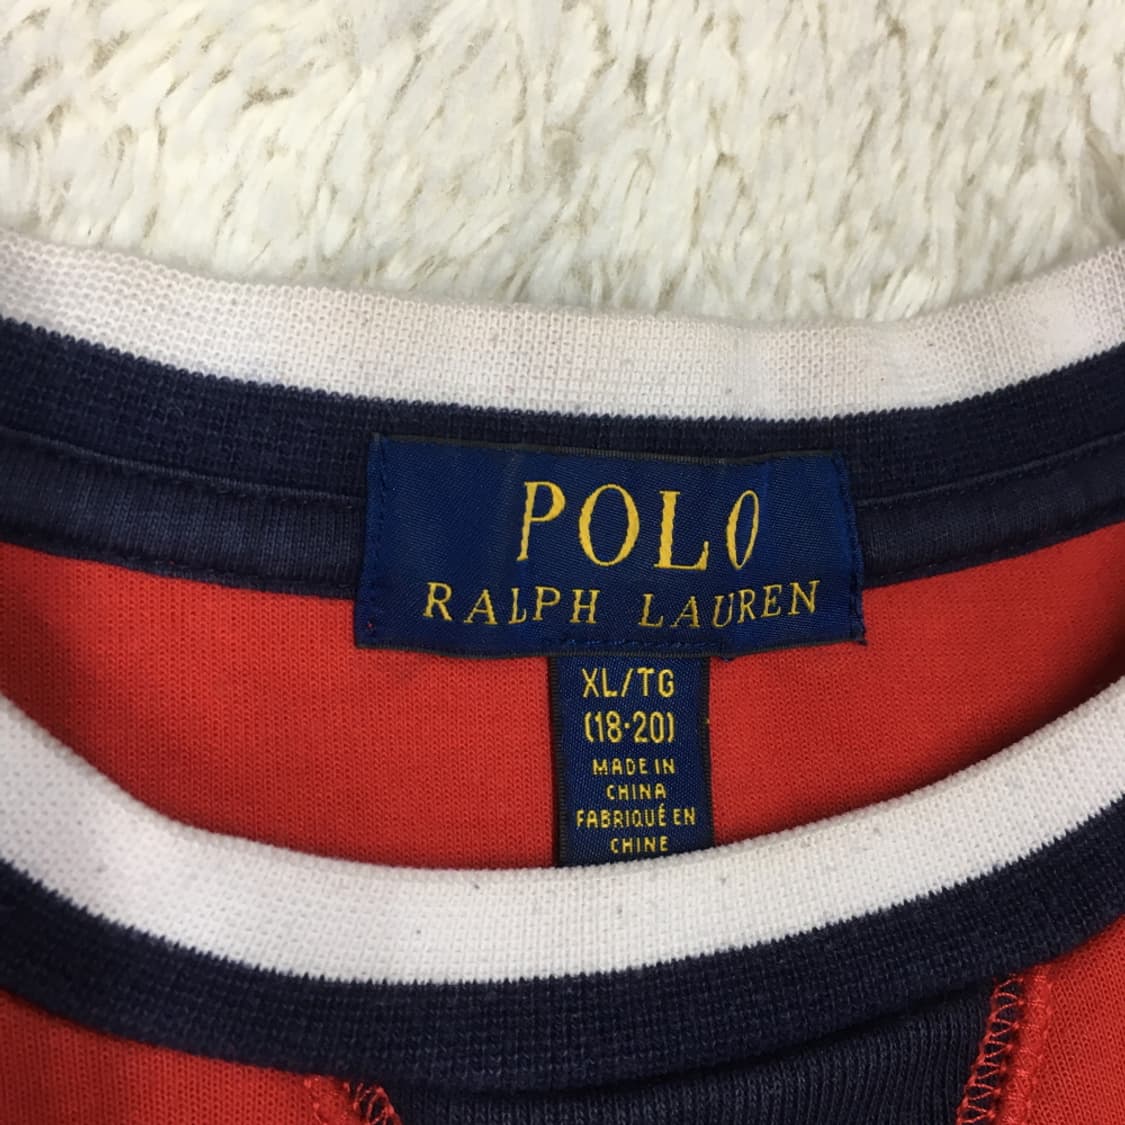 POLO
RALPH LAUREN
XL/TG
(18·20)
MADE IN
CHINA
FABRIQUÉ EN
CHINE